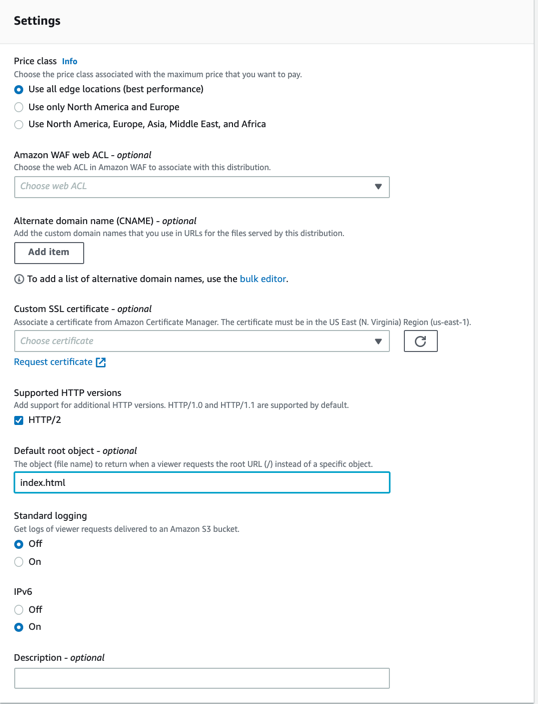 Settings
Price class Info
Choose the price class associated with the maximum price that you want to pay.
Use all edge locations (best performance)
Use only North America and Europe
Use North America, Europe, Asia, Middle East, and Africa
Amazon WAF web ACL - optional
Choose the web ACL in Amazon WAF to associate with this distribution.
Choose web ACL
Alternate domain name (CNAME) - optional
Add the custom domain names that you use in URLs for the files served by this distribution.
Add item
To add a list of alternative domain names, use the bulk editor.
Custom SSL certificate - optional
Associate a certificate from Amazon Certificate Manager. The certificate must be in the US East (N. Virginia) Region (us-east-1).
Choose certificate
Request certificate
Supported HTTP versions
Add support for additional HTTP versions. HTTP/1.0 and HTTP/1.1 are supported by default.
HTTP/2
Default root object - optional
The object (file name) to return when a viewer requests the root URL (/) instead of a specific object.
index.html
Standard logging
Get logs of viewer requests delivered to an Amazon S3 bucket.
Off
On
IPv6
Off
On
Description - optional